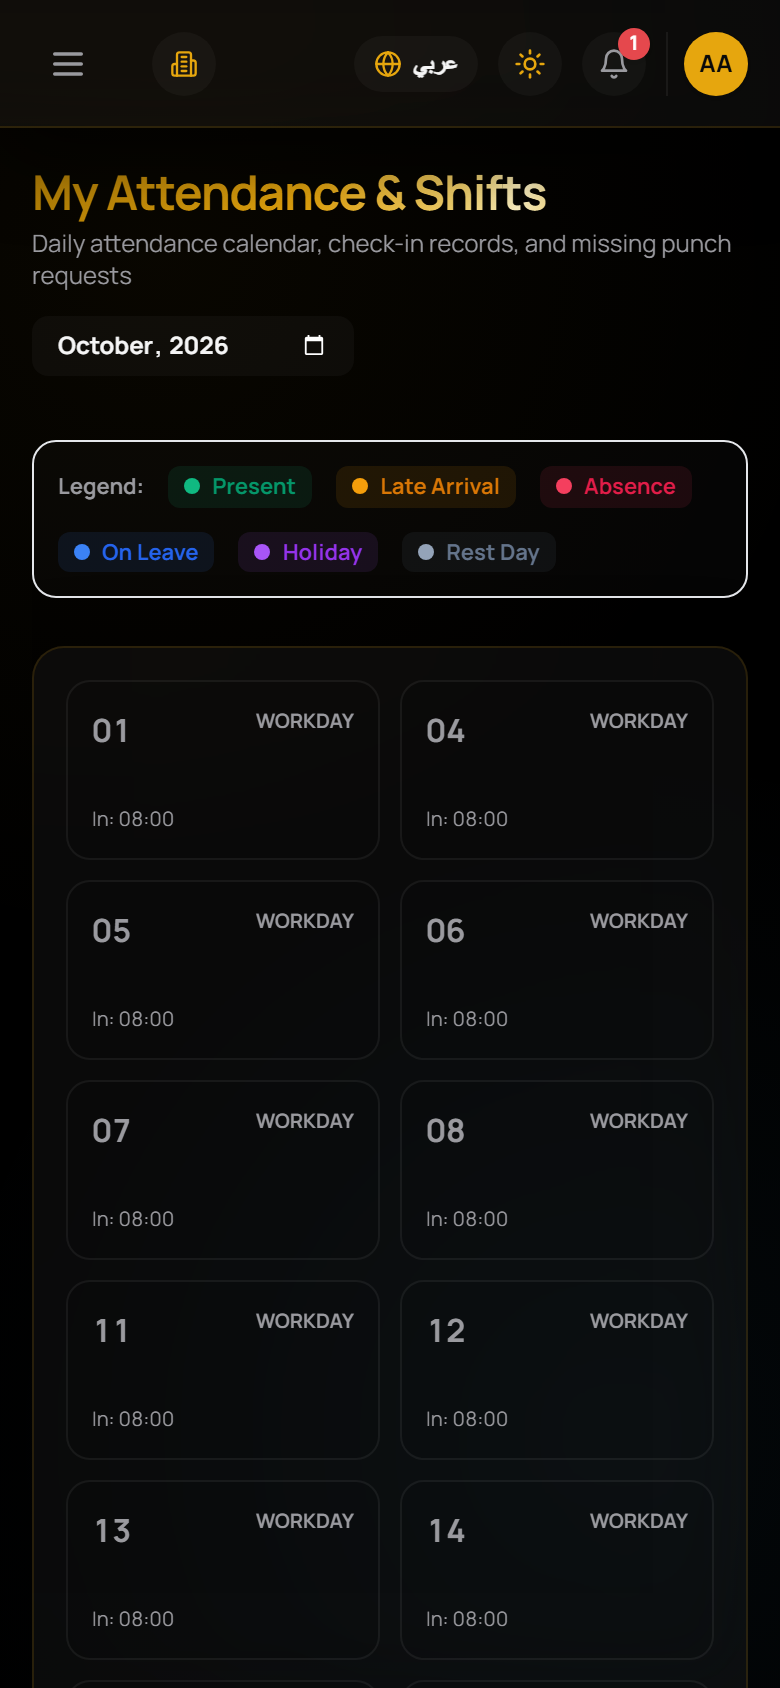 عربي
1
AA
My Attendance & Shifts
Daily attendance calendar, check-in records, and missing punch
requests
October, 2026
Legend: Present Late Arrival Absence
On Leave Holiday Rest Day
01 WORKDAY
In: 08:00
04 WORKDAY
In: 08:00
05 WORKDAY
In: 08:00
06 WORKDAY
In: 08:00
07 WORKDAY
In: 08:00
08 WORKDAY
In: 08:00
11 WORKDAY
In: 08:00
12 WORKDAY
In: 08:00
13 WORKDAY
In: 08:00
14 WORKDAY
In: 08:00